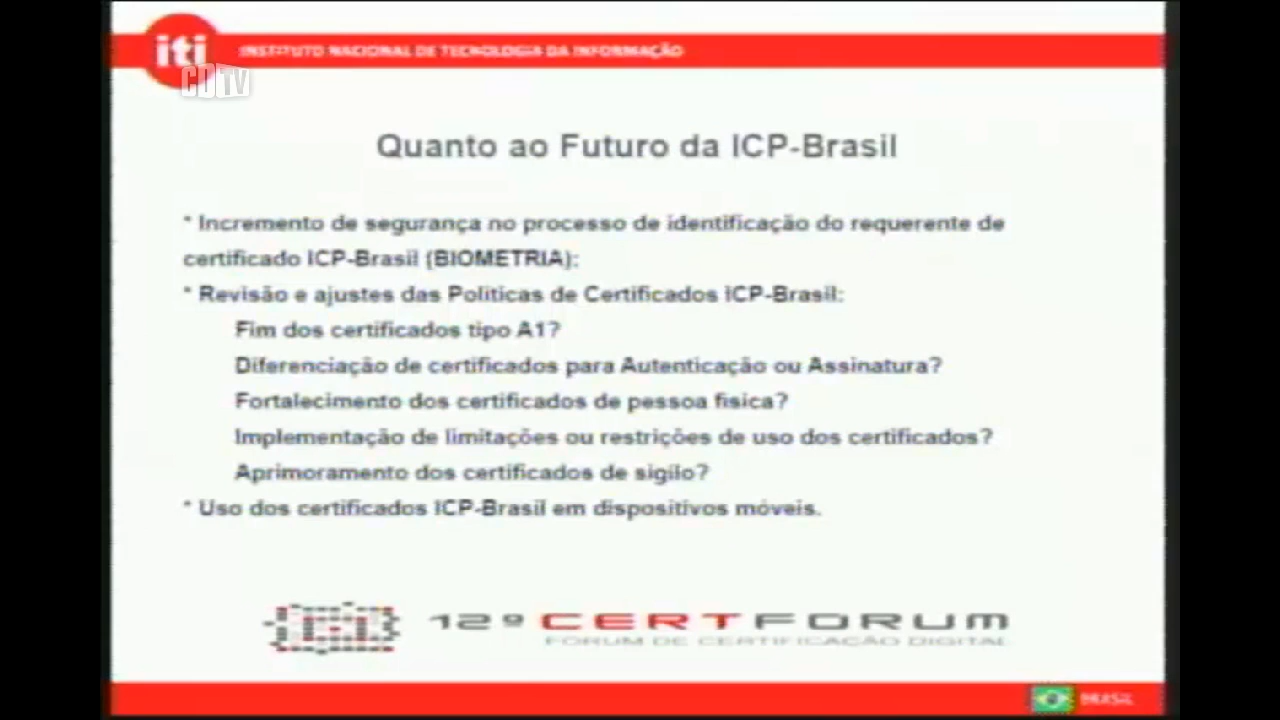 iti INSTITUTO NACIONAL DE TECNOLOGIA DA INFORMAÇÃO
CDTV
Quanto ao Futuro da ICP-Brasil
* Incremento de segurança no processo de identificação do requerente de
certificado ICP-Brasil (BIOMETRIA);
* Revisão e ajustes das Políticas de Certificados ICP-Brasil:
Fim dos certificados tipo A1?
Diferenciação de certificados para Autenticação ou Assinatura?
Fortalecimento dos certificados de pessoa física?
Implementação de limitações ou restrições de uso dos certificados?
Aprimoramento dos certificados de sigilo?
* Uso dos certificados ICP-Brasil em dispositivos móveis.
12º CERTFORUM
FORUM DE CERTIFICAÇÃO DIGITAL
BRASIL